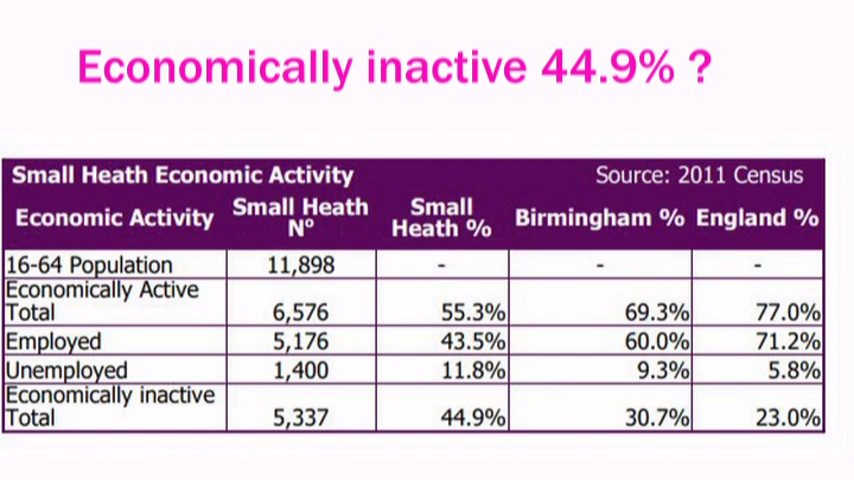 Economically inactive 44.9% ?
Small Heath Economic Activity Source: 2011 Census
Economic Activity Small Heath Nº Small Heath % Birmingham % England %
16-64 Population 11,898 - - -
Economically Active Total 6,576 55.3% 69.3% 77.0%
Employed 5,176 43.5% 60.0% 71.2%
Unemployed 1,400 11.8% 9.3% 5.8%
Economically inactive Total 5,337 44.9% 30.7% 23.0%